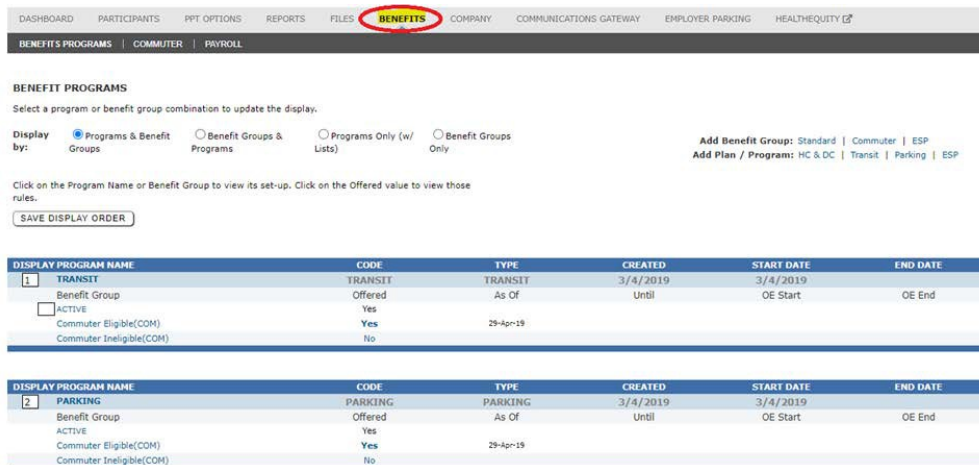 DASHBOARD PARTICIPANTS PPT OPTIONS REPORTS FILES BENEFITS COMPANY COMMUNICATIONS GATEWAY EMPLOYER PARKING HEALTHEQUITY
BENEFITS PROGRAMS | COMMUTER | PAYROLL
BENEFIT PROGRAMS
Select a program or benefit group combination to update the display.
Display by: Programs & Benefit Groups Benefit Groups & Programs Programs Only (w/ Lists) Benefit Groups Only
Add Benefit Group: Standard | Commuter | ESP
Add Plan / Program: HC & DC | Transit | Parking | ESP
Click on the Program Name or Benefit Group to view its set-up. Click on the Offered value to view those
rules.
SAVE DISPLAY ORDER
DISPLAY PROGRAM NAME CODE TYPE CREATED START DATE END DATE
1 TRANSIT TRANSIT TRANSIT 3/4/2019 3/4/2019
Benefit Group Offered As Of Until OE Start OE End
ACTIVE Yes
Commuter Eligible(COM) Yes 29-Apr-19
Commuter Ineligible(COM) No
DISPLAY PROGRAM NAME CODE TYPE CREATED START DATE END DATE
2 PARKING PARKING PARKING 3/4/2019 3/4/2019
Benefit Group Offered As Of Until OE Start OE End
ACTIVE Yes
Commuter Eligible(COM) Yes 29-Apr-19
Commuter Ineligible(COM) No